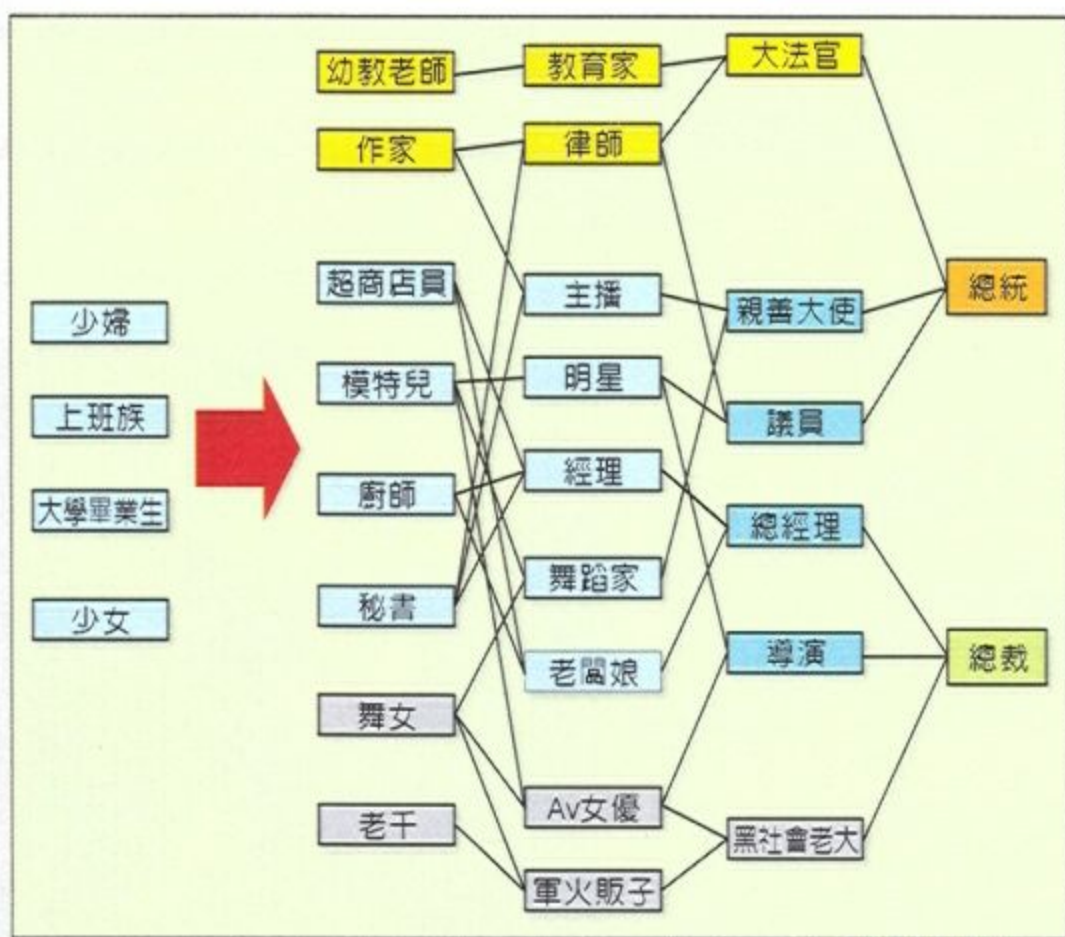 少婦
上班族
大學畢業生
少女
幼教老師
作家
超商店員
模特兒
廚師
秘書
舞女
老千
教育家
律師
主播
明星
經理
舞蹈家
老闆娘
Av女優
軍火販子
大法官
親善大使
議員
總經理
導演
黑社會老大
總統
總裁